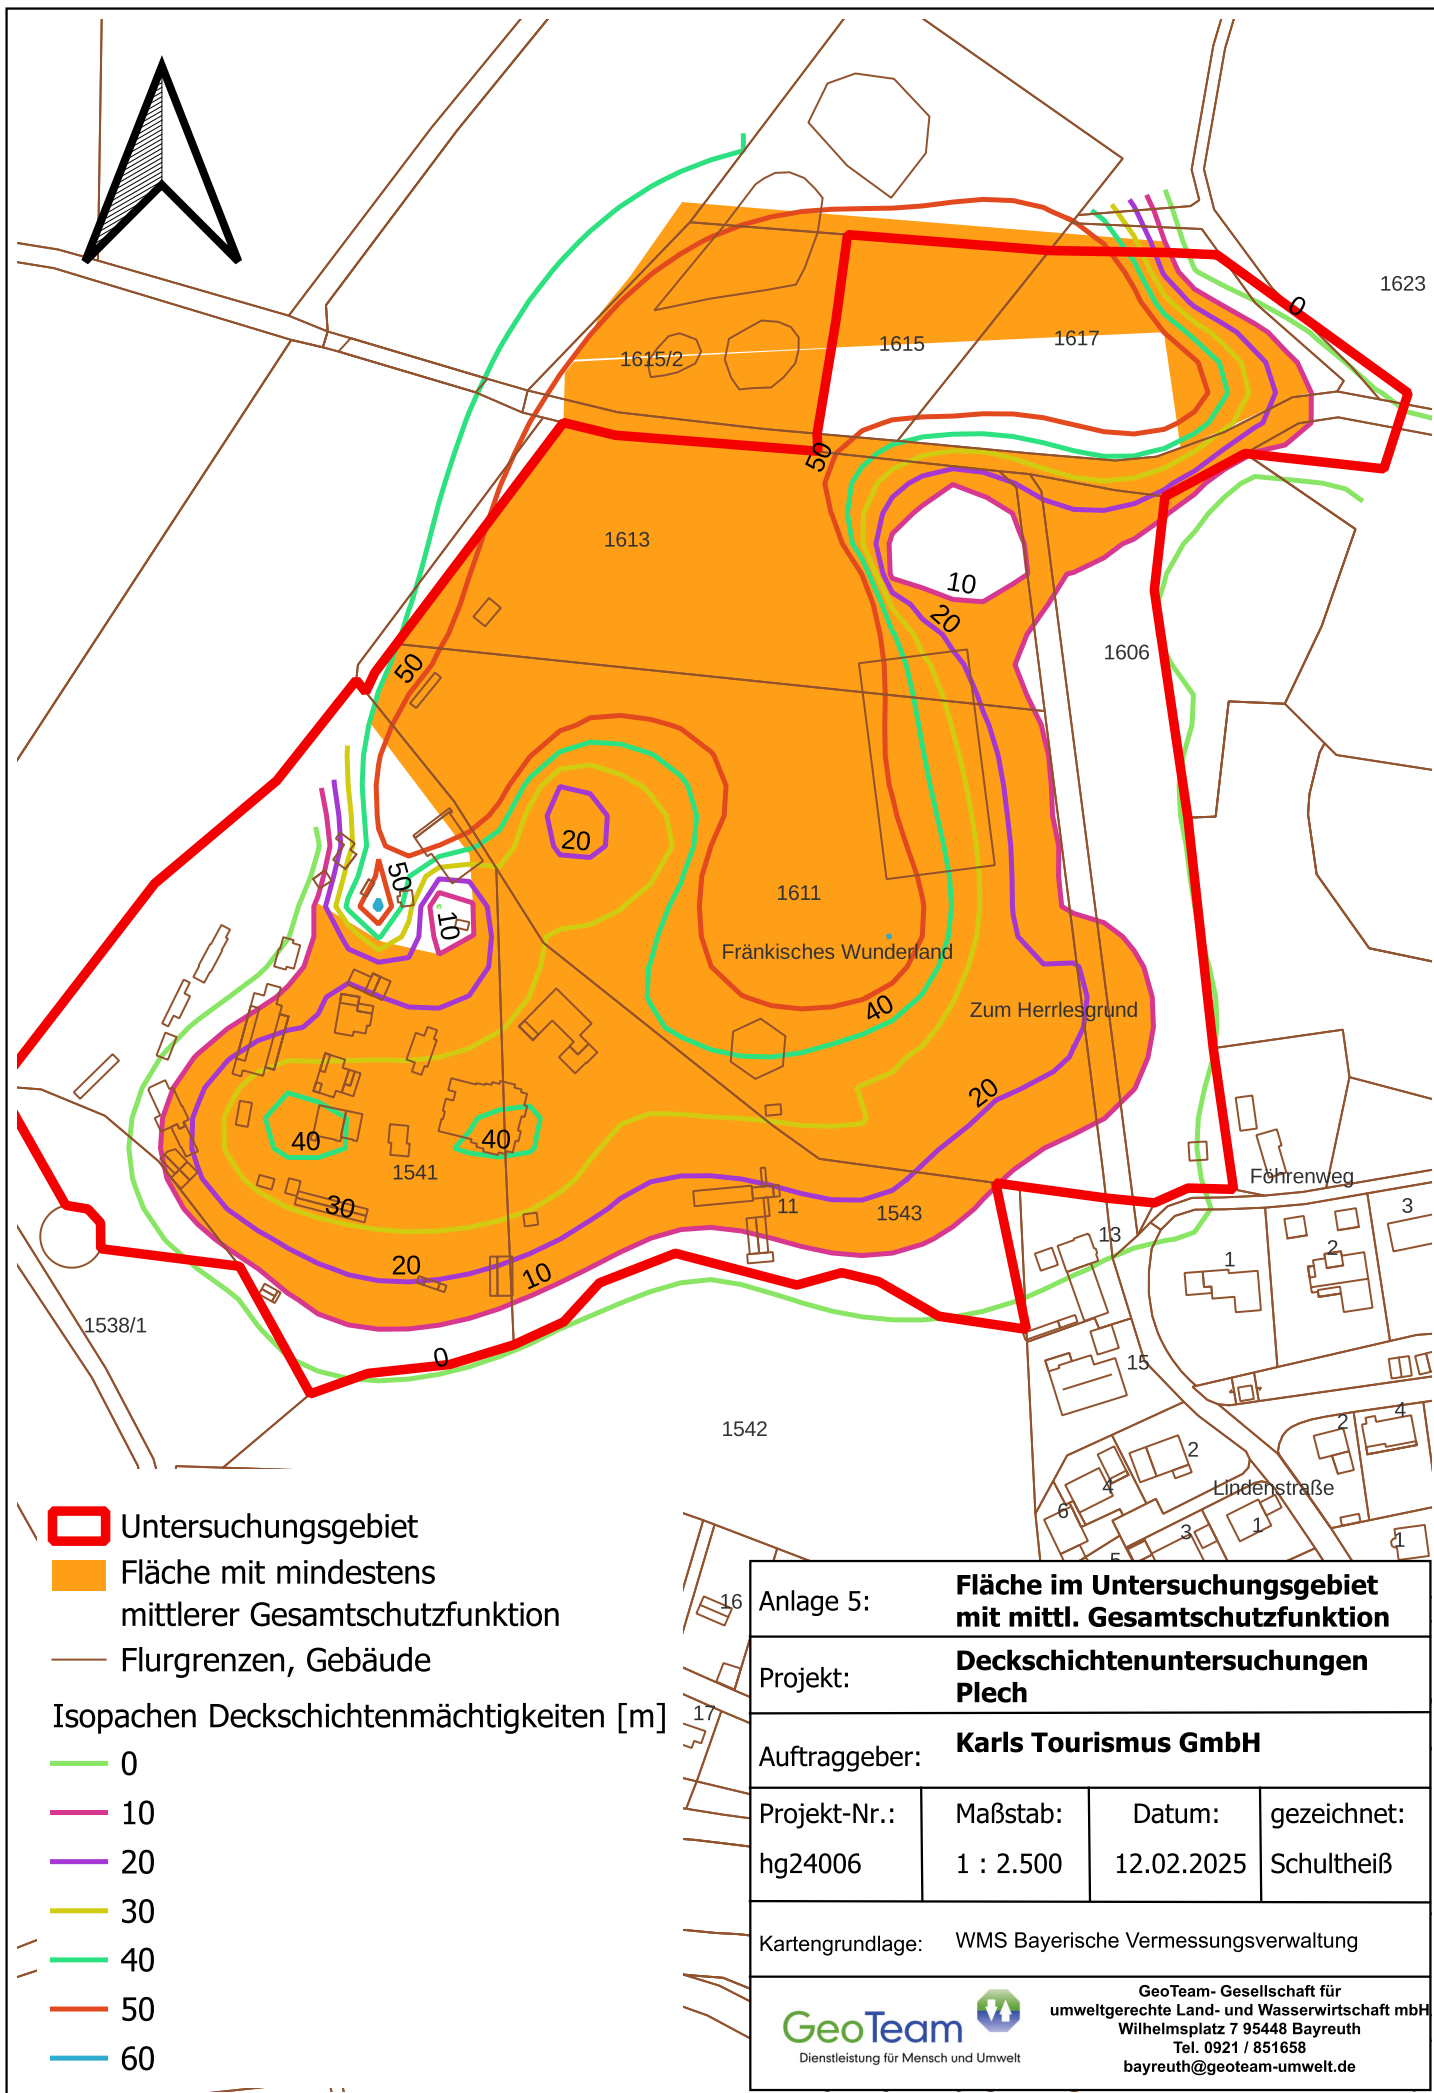 1623
0
1617
1615
1615/2
50
1613
10
20
50
1606
20
50
10
1611
Fränkisches Wunderland
40
Zum Herrlesgrund
20
40
40
1541
30
Föhrenweg
11
1543
3
13
1
2
20
10
1538/1
0
15
1542
2
4
2
4
Lindenstraße
6
3
1
1
5
16
17
Untersuchungsgebiet
Fläche mit mindestens
mittlerer Gesamtschutzfunktion
Flurgrenzen, Gebäude
Isopachen Deckschichtenmächtigkeiten [m]
0
10
20
30
40
50
60
Anlage 5:
Fläche im Untersuchungsgebiet
mit mittl. Gesamtschutzfunktion
Projekt:
Deckschichtenuntersuchungen
Plech
Auftraggeber:
Karls Tourismus GmbH
Projekt-Nr.: Maßstab: Datum: gezeichnet:
hg24006 1 : 2.500 12.02.2025 Schultheiß
Kartengrundlage: WMS Bayerische Vermessungsverwaltung
GeoTeam
Dienstleistung für Mensch und Umwelt
GeoTeam- Gesellschaft für
umweltgerechte Land- und Wasserwirtschaft mbH
Wilhelmsplatz 7 95448 Bayreuth
Tel. 0921 / 851658
bayreuth@geoteam-umwelt.de